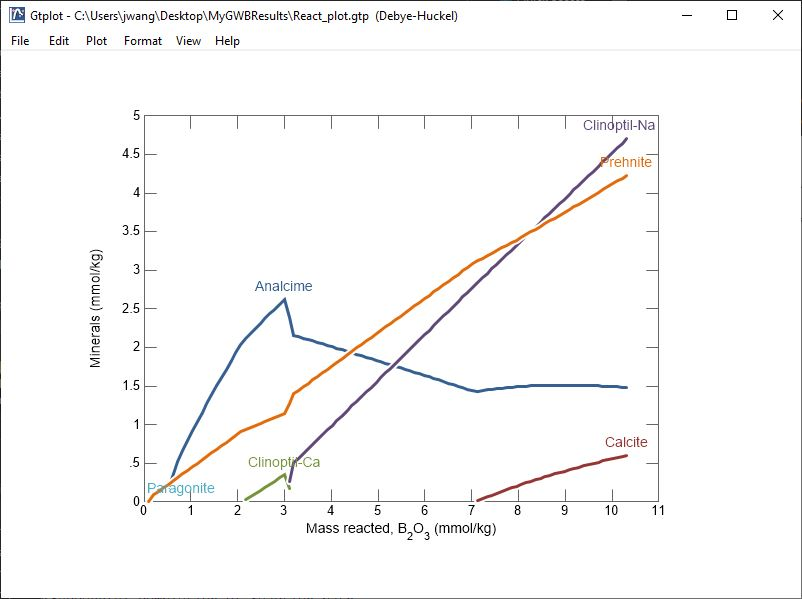 Gtplot - C:\Users\jwang\Desktop\MyGWBResults\React_plot.gtp (Debye-Huckel)
File Edit Plot Format View Help
5
4.5
4
3.5
3
2.5
2
1.5
1
.5
0
Minerals (mmol/kg)
Clinoptil-Na
Prehnite
Analcime
Calcite
Clinoptil-Ca
Paragonite
0 1 2 3 4 5 6 7 8 9 10 11
Mass reacted, B₂O₃ (mmol/kg)